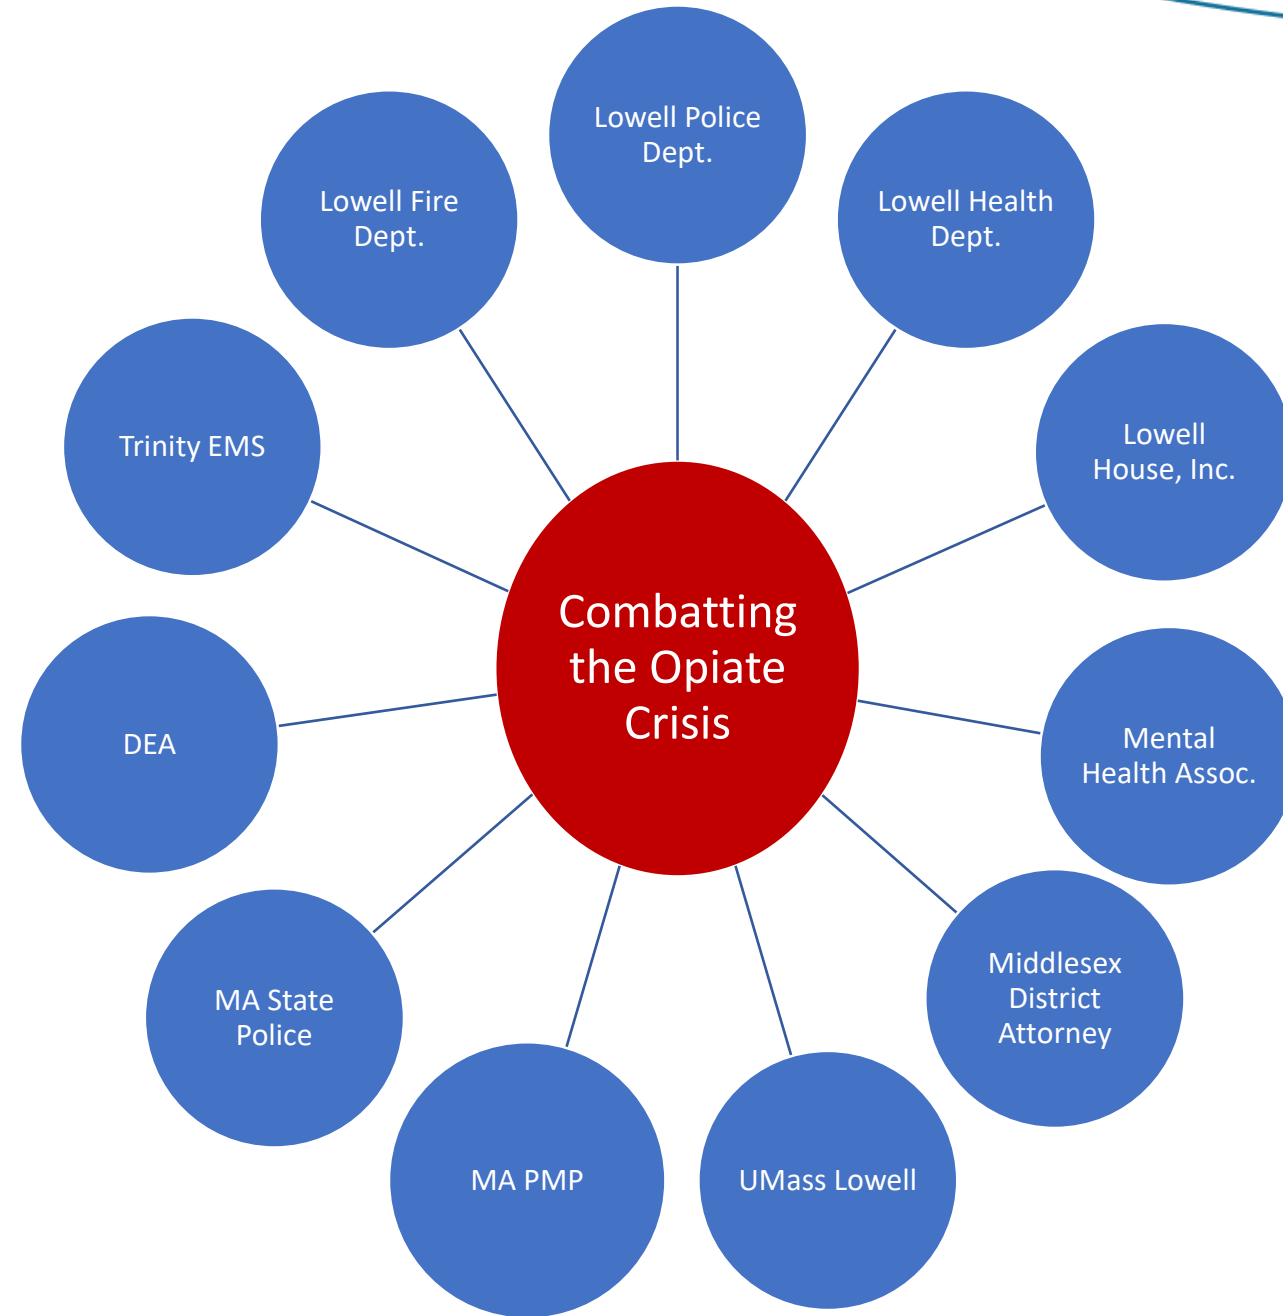 Lowell Police
Dept.
Lowell Fire
Dept.
Lowell Health
Dept.
Trinity EMS
Lowell
House, Inc.
Combatting
the Opiate
Crisis
DEA
Mental
Health Assoc.
MA State
Police
Middlesex
District
Attorney
MA PMP
UMass Lowell